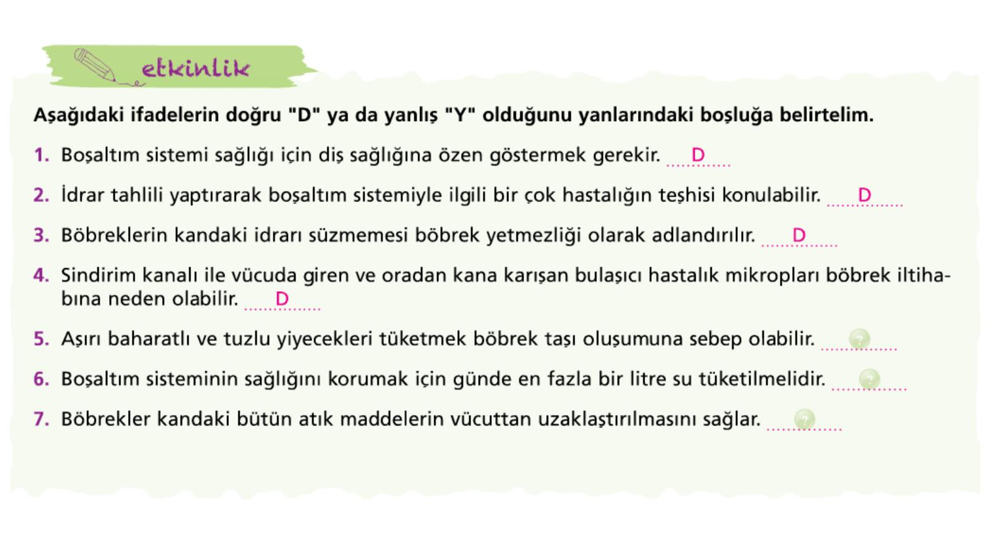 etkinlik
Aşağıdaki ifadelerin doğru "D" ya da yanlış "Y" olduğunu yanlarındaki boşluğa belirtelim.
1. Boşaltım sistemi sağlığı için diş sağlığına özen göstermek gerekir. D
2. İdrar tahlili yaptırarak boşaltım sistemiyle ilgili bir çok hastalığın teşhisi konulabilir. D
3. Böbreklerin kandaki idrarı süzmemesi böbrek yetmezliği olarak adlandırılır. D
4. Sindirim kanalı ile vücuda giren ve oradan kana karışan bulaşıcı hastalık mikropları böbrek iltiha-
bına neden olabilir. D
5. Aşırı baharatlı ve tuzlu yiyecekleri tüketmek böbrek taşı oluşumuna sebep olabilir. ?
6. Boşaltım sisteminin sağlığını korumak için günde en fazla bir litre su tüketilmelidir. ?
7. Böbrekler kandaki bütün atık maddelerin vücuttan uzaklaştırılmasını sağlar. ?